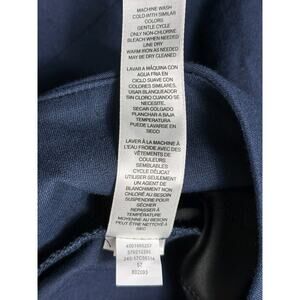 MACHINE WASH
COLD WITH SIMILAR
COLORS
GENTLE CYCLE
ONLY NON-CHLORINE
BLEACH WHEN NEEDED
LINE DRY
WARM IRON AS NEEDED
MAY BE DRY CLEANED
LAVAR A MÁQUINA CON
AGUA FRIA EN
CICLO SUAVE CON
COLORES SIMILARES,
USAR BLANQUEADOR
SIN CLORO CUANDO SE
NECESITE.
SECAR COLGADO
PLANCHAR A BAJA
TEMPERATURA
PUEDE LAVARSE EN
SECO
LAVER À LA MACHINE À
L'EAU FROIDE AVEC DES
VÊTEMENTS DE
COULEURS
SEMBLABLES
CYCLE DÉLICAT
UTILISER SEULEMENT
UN AGENT DE
BLANCHIMENT NON
CHLORÉ AU BESOIN
SUSPENDRE POUR
SÉCHER
REPASSER À
TEMPÉRATURE
MOYENNE AU BESOIN
PEUT ÊTRE NETTOYÉ À
SEC
57
802093